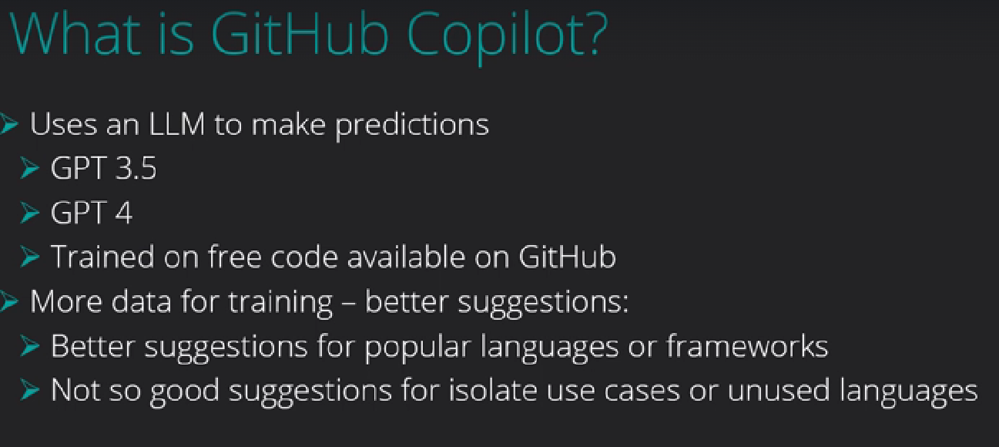 What is GitHub Copilot?
Uses an LLM to make predictions
GPT 3.5
GPT 4
Trained on free code available on GitHub
More data for training – better suggestions:
Better suggestions for popular languages or frameworks
Not so good suggestions for isolate use cases or unused languages